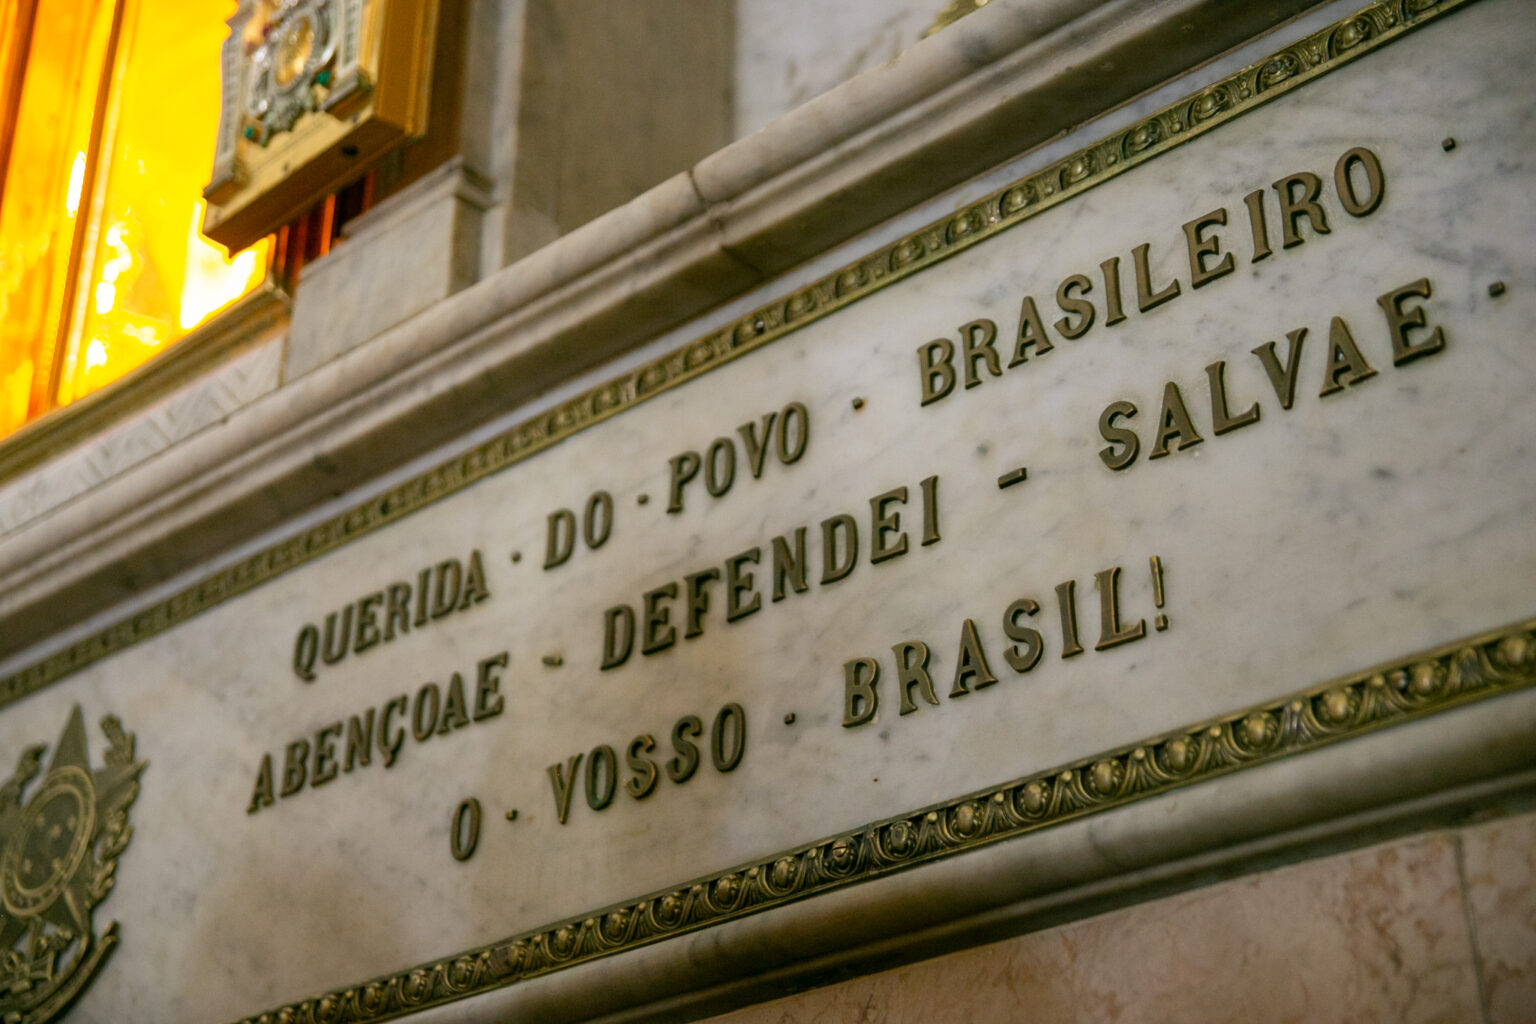 QUERIDA · DO · POVO · BRASILEIRO ·
ABENÇOAE - DEFENDEI - SALVAE ·
O · VOSSO · BRASIL!